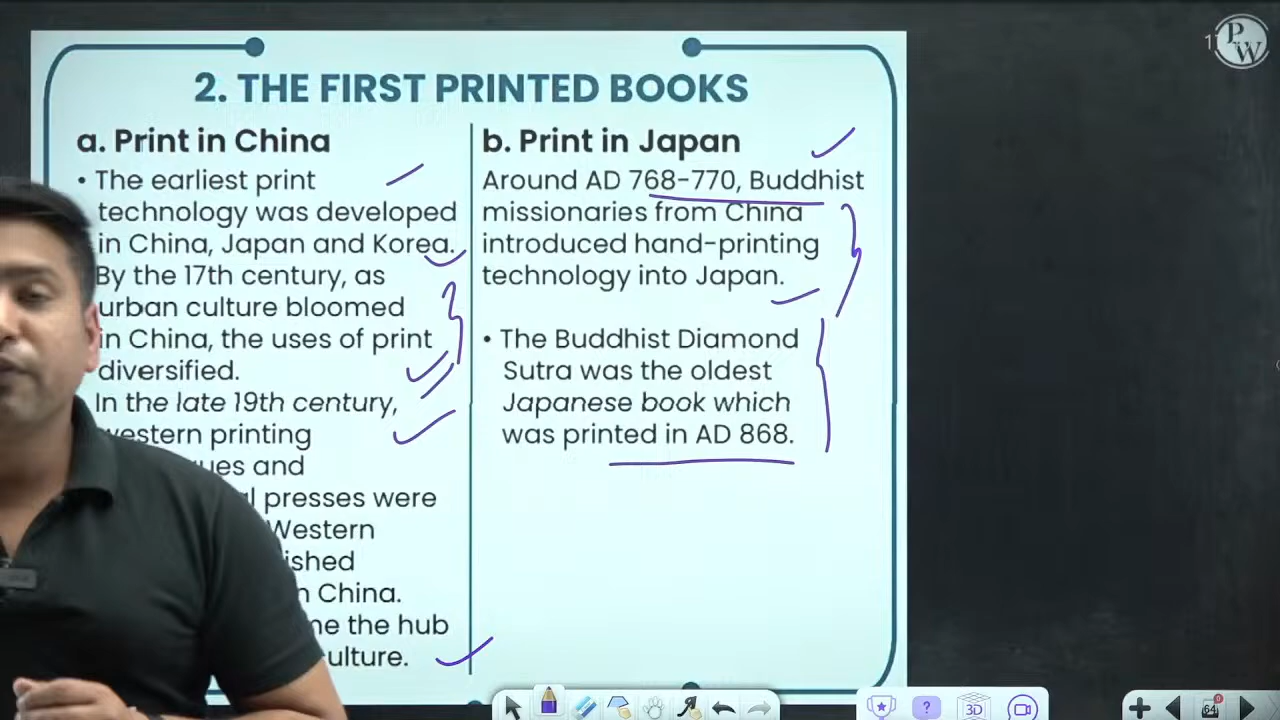 2. THE FIRST PRINTED BOOKS
a. Print in China
• The earliest print
technology was developed
in China, Japan and Korea.
By the 17th century, as
urban culture bloomed
in China, the uses of print
diversified.
In the late 19th century,
western printing
and
presses were
Western
China.
the hub
b. Print in Japan
Around AD 768-770, Buddhist
missionaries from China
introduced hand-printing
technology into Japan.
• The Buddhist Diamond
Sutra was the oldest
Japanese book which
was printed in AD 868.
P
W
?
3D
64